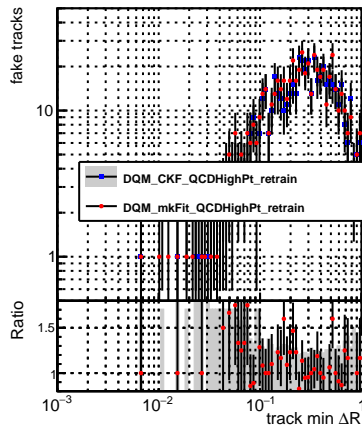 fake tracks
10
1
DQM_CKF_QCDHighPt_retrain
DQM_mkFit_QCDHighPt_retrain
Ratio
1.5
1
10⁻³
10⁻²
10⁻¹
1
track min ΔR